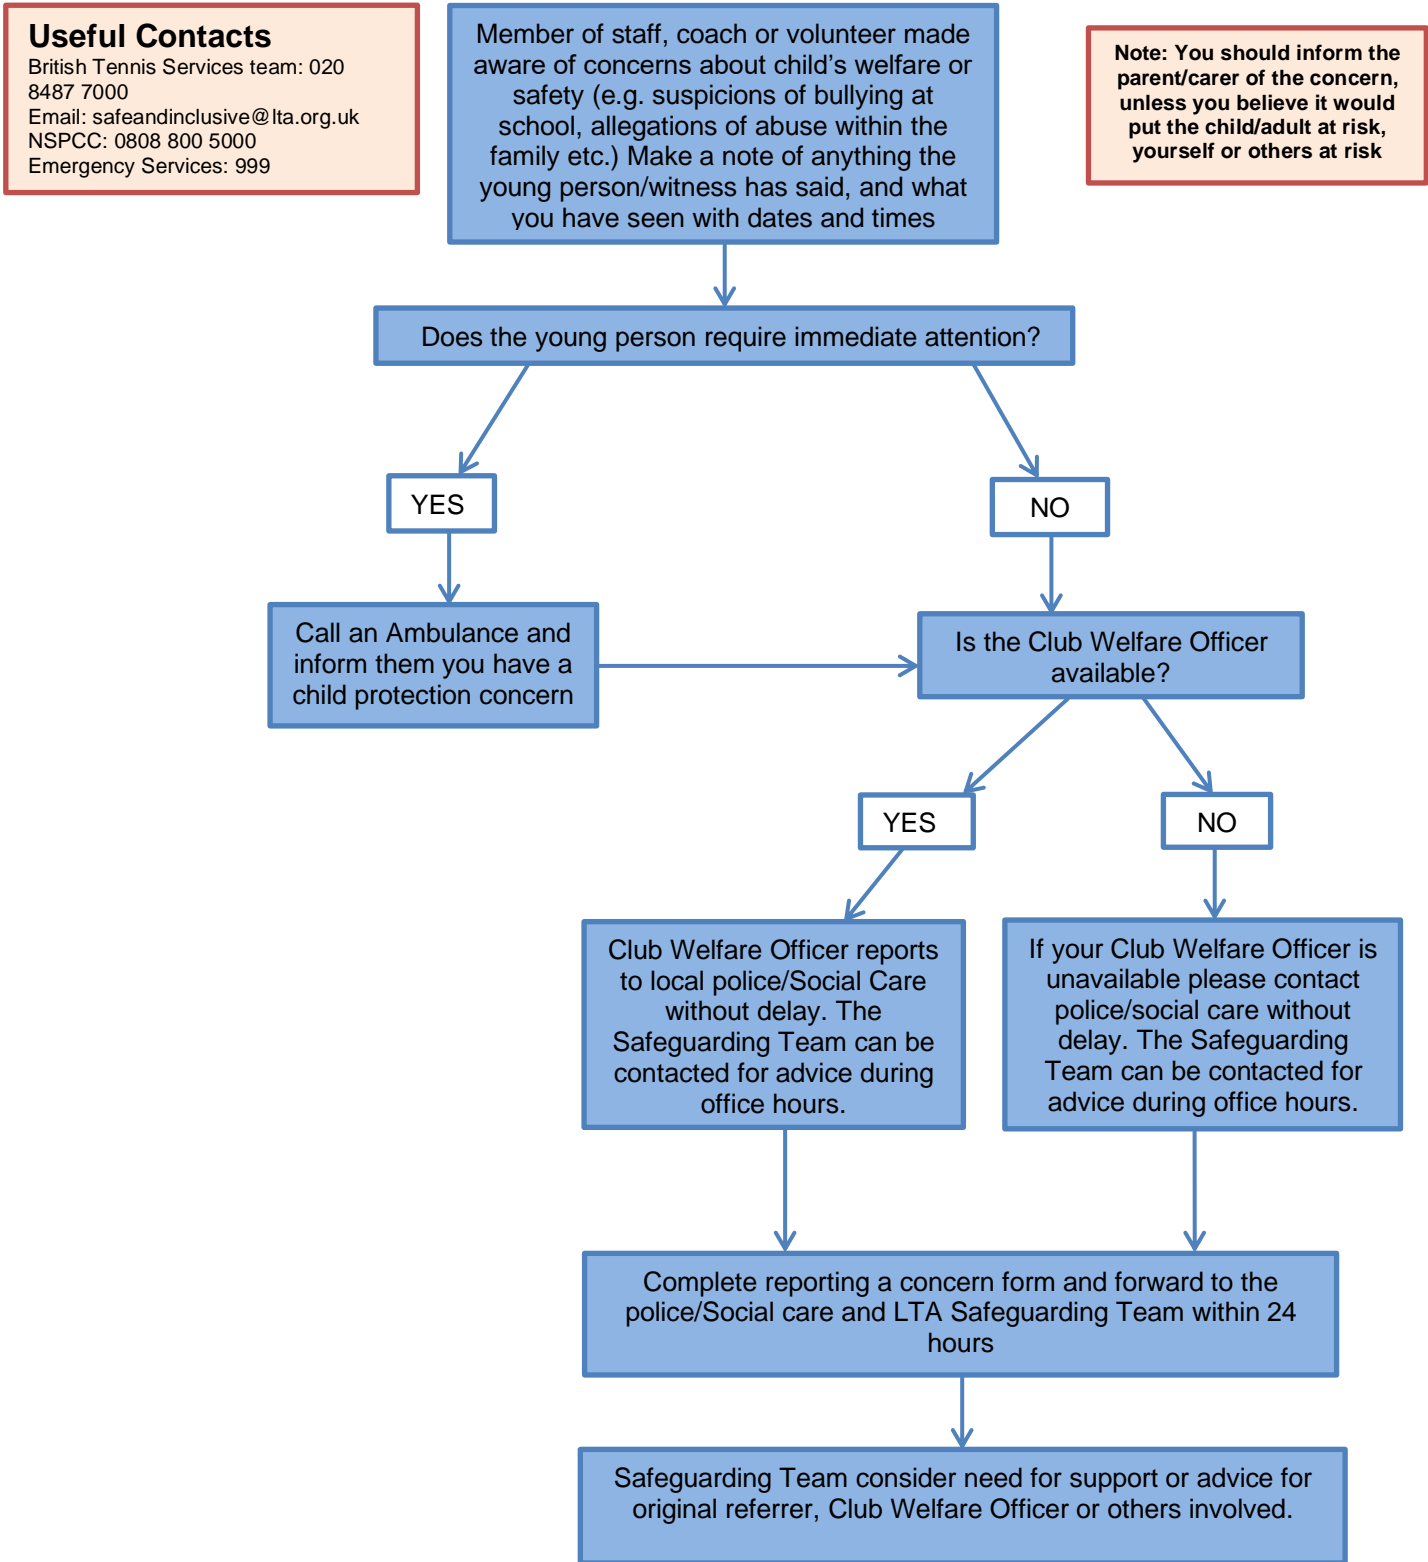 Useful Contacts
British Tennis Services team: 020
8487 7000
Email: safeandinclusive@lta.org.uk
NSPCC: 0808 800 5000
Emergency Services: 999
Member of staff, coach or volunteer made
aware of concerns about child’s welfare or
safety (e.g. suspicions of bullying at
school, allegations of abuse within the
family etc.) Make a note of anything the
young person/witness has said, and what
you have seen with dates and times
Note: You should inform the
parent/carer of the concern,
unless you believe it would
put the child/adult at risk,
yourself or others at risk
Does the young person require immediate attention?
YES
NO
Call an Ambulance and
inform them you have a
child protection concern
Is the Club Welfare Officer
available?
YES
NO
Club Welfare Officer reports
to local police/Social Care
without delay. The
Safeguarding Team can be
contacted for advice during
office hours.
If your Club Welfare Officer is
unavailable please contact
police/social care without
delay. The Safeguarding
Team can be contacted for
advice during office hours.
Complete reporting a concern form and forward to the
police/Social care and LTA Safeguarding Team within 24
hours
Safeguarding Team consider need for support or advice for
original referrer, Club Welfare Officer or others involved.